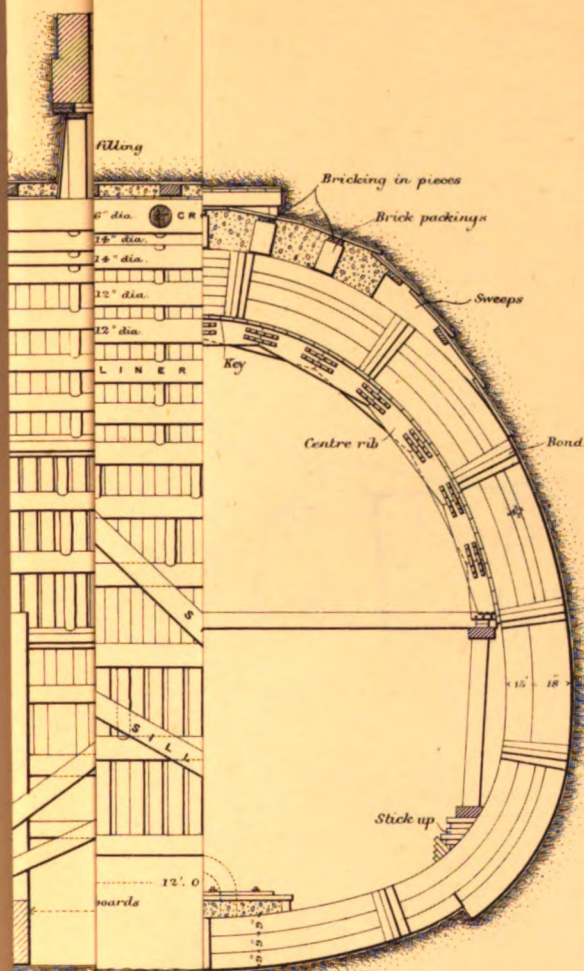 filling
6" dia. CR
14" dia.
14" dia.
12" dia.
12" dia.
LINER
Bricking in pieces
Brick packings
Sweeps
Key
Centre rib
Bond
S
SILL
15" 18"
Stick up
12'. 0
boards